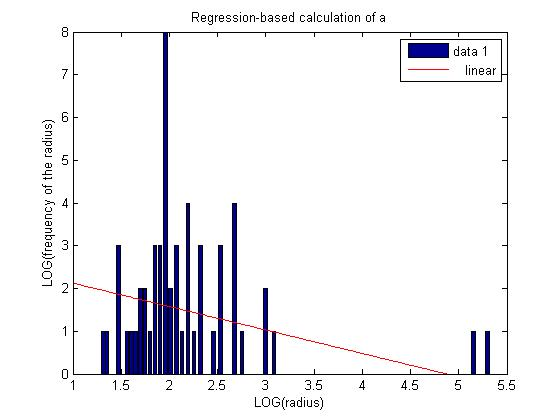 Regression-based calculation of a
data 1
linear
LOG(frequency of the radius)
8
7
6
5
4
3
2
1
0
1 1.5 2 2.5 3 3.5 4 4.5 5 5.5
LOG(radius)